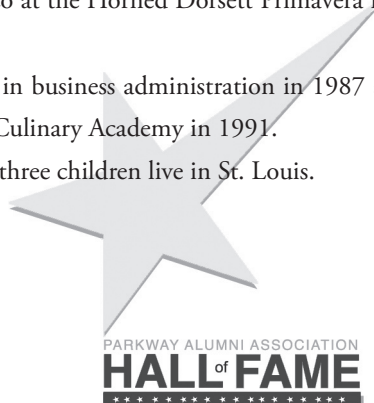 at the Horned Dorsett Primavera
in business administration in 1987
Culinary Academy in 1991.
three children live in St. Louis.
PARKWAY ALUMNI ASSOCIATION
HALL of FAME